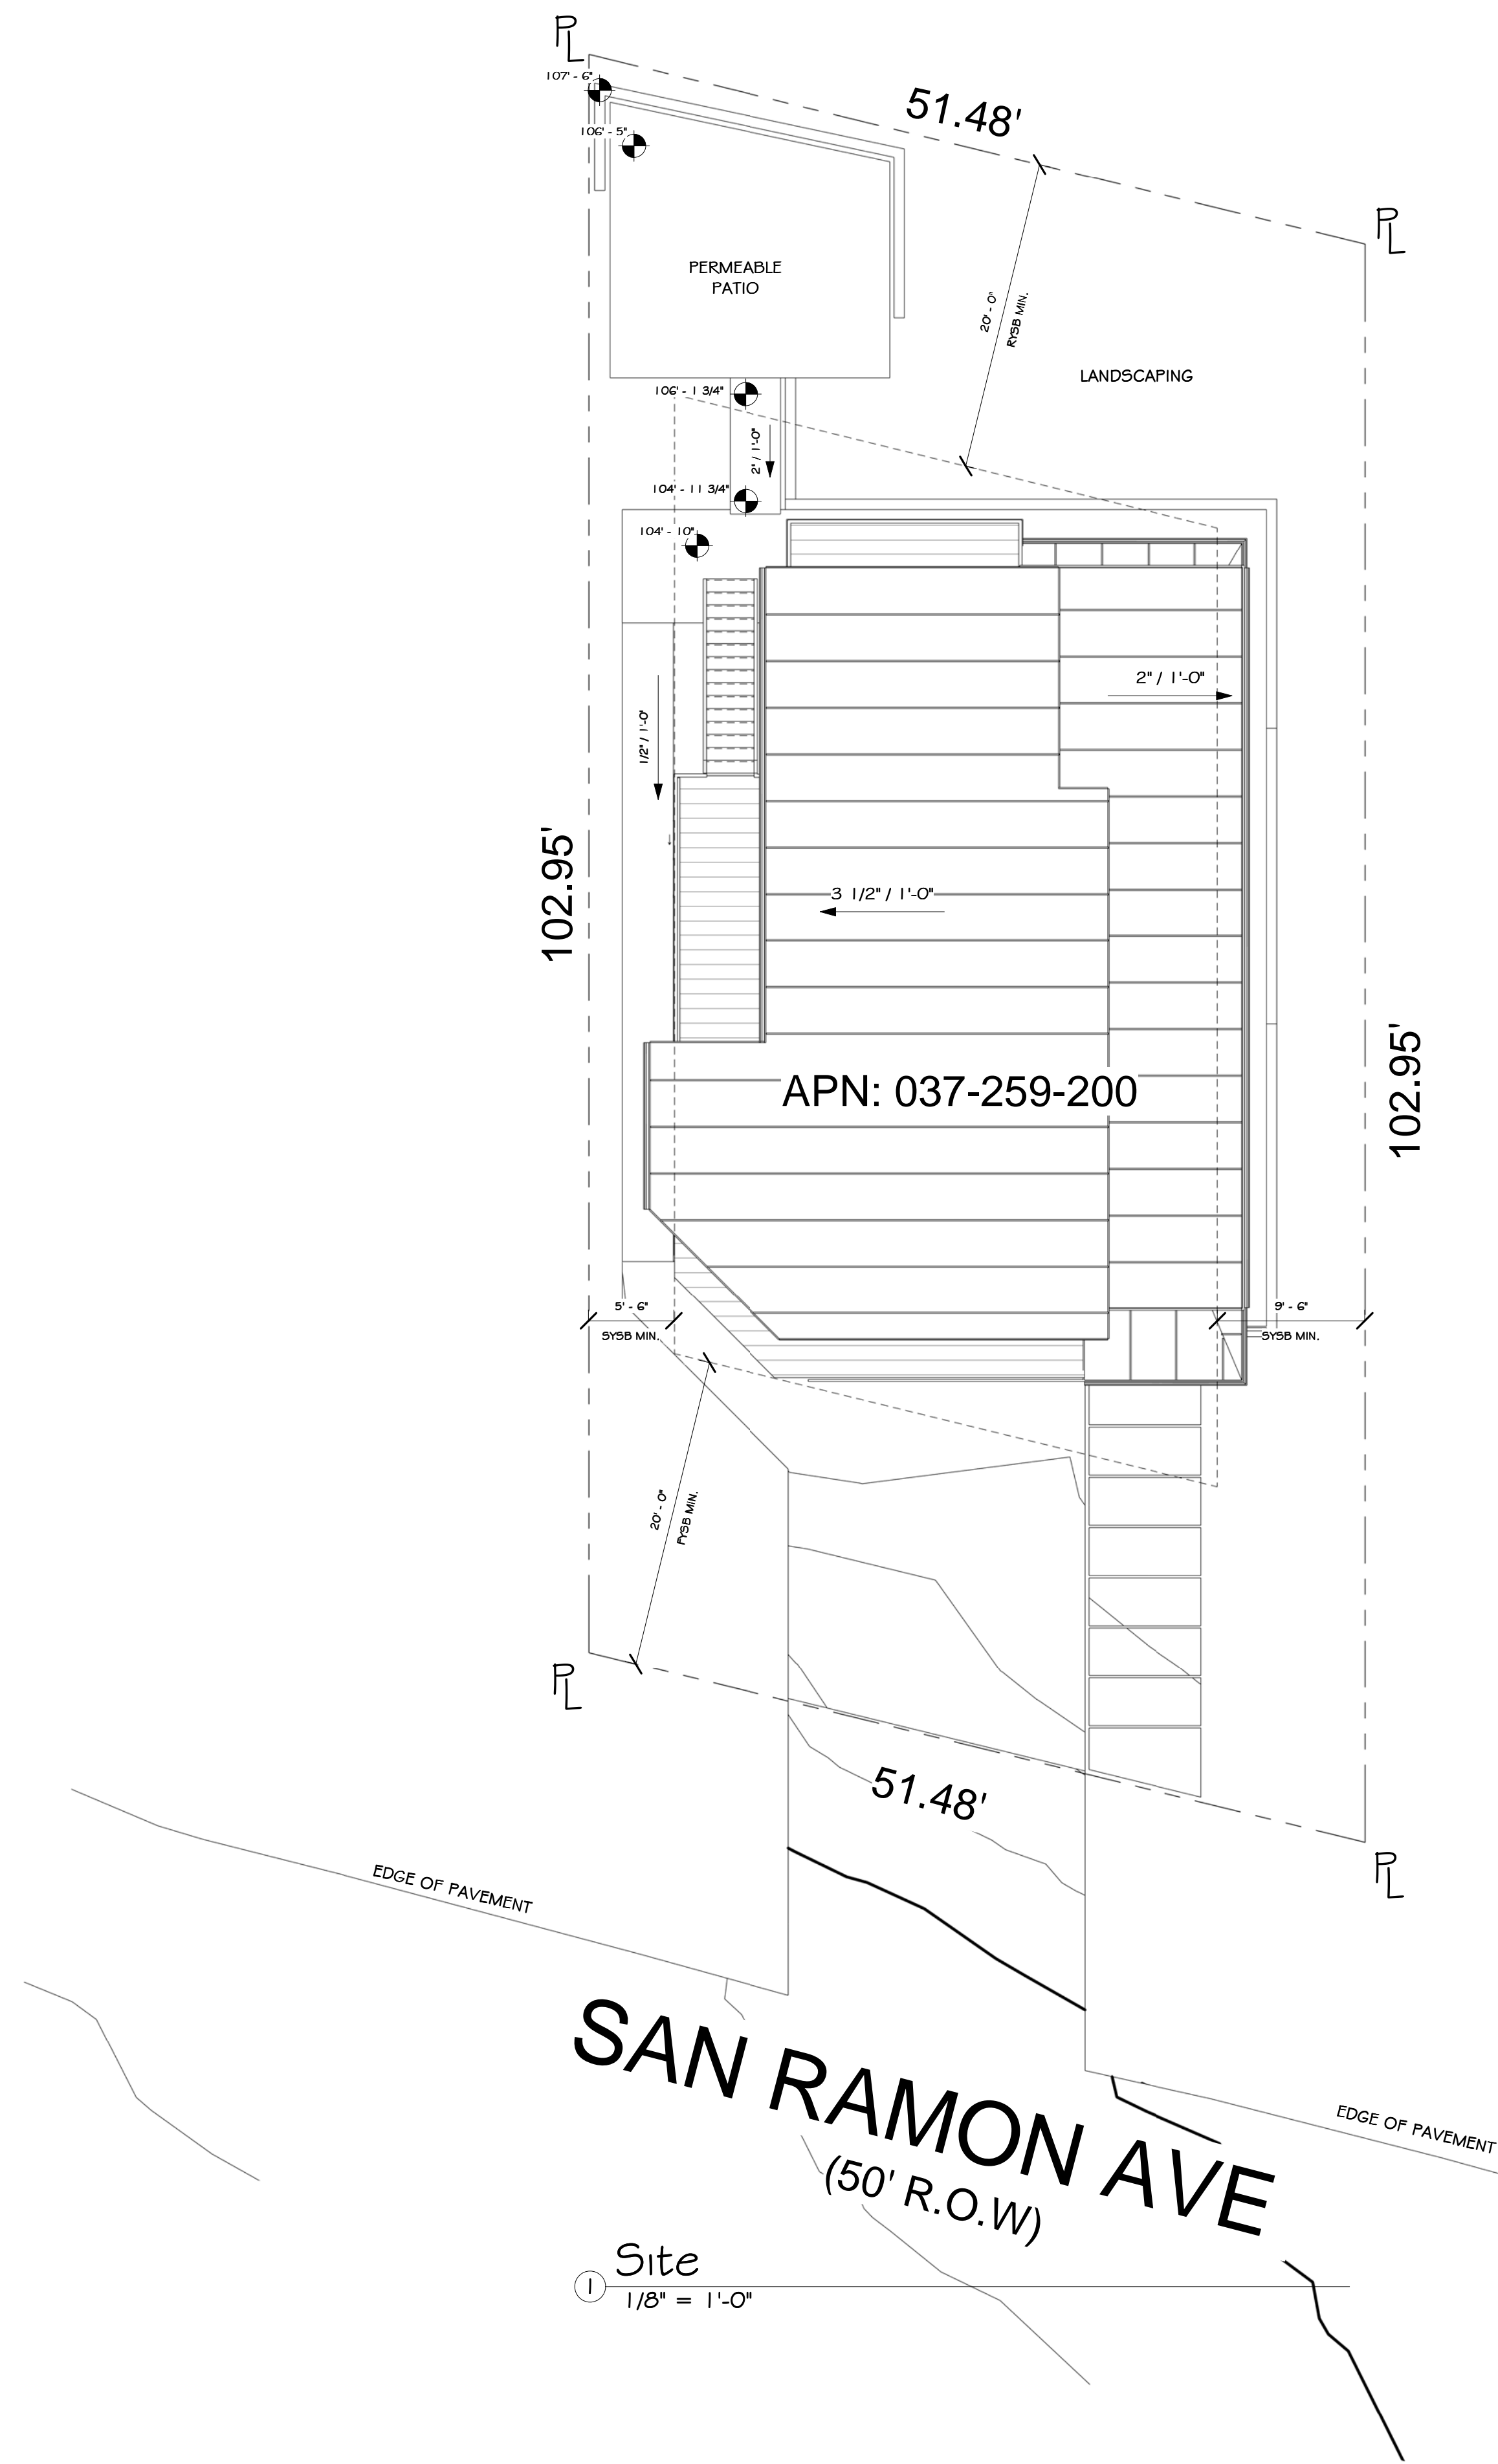 PL
107' - 6"
51.48'
106' - 5"
PL
PERMEABLE
PATIO
20' - 0"
RYSB MIN.
LANDSCAPING
106' - 1 3/4"
2" / 1'-0"
104' - 11 3/4"
104' - 10"
2" / 1'-0"
1/2" / 1'-0"
102.95'
3 1/2" / 1'-0"
APN: 037-259-200
102.95'
5' - 6"
SYSB MIN.
9' - 6"
SYSB MIN.
20' - 0"
FYSB MIN.
PL
51.48'
PL
EDGE OF PAVEMENT
SAN RAMON AVE
(50' R.O.W)
EDGE OF PAVEMENT
1
Site
1/8" = 1'-0"